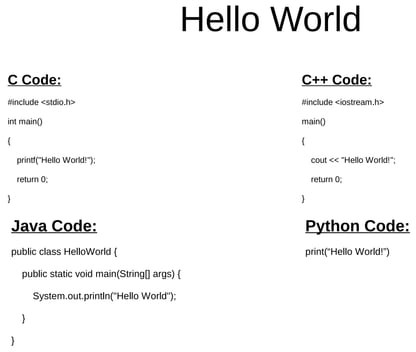 Hello World
C Code:
#include <stdio.h>
int main()
{
printf("Hello World!");
return 0;
}
C++ Code:
#include <iostream.h>
main()
{
cout << "Hello World!";
return 0;
}
Java Code:
public class HelloWorld {
public static void main(String[] args) {
System.out.println("Hello World");
}
}
Python Code:
print("Hello World!")